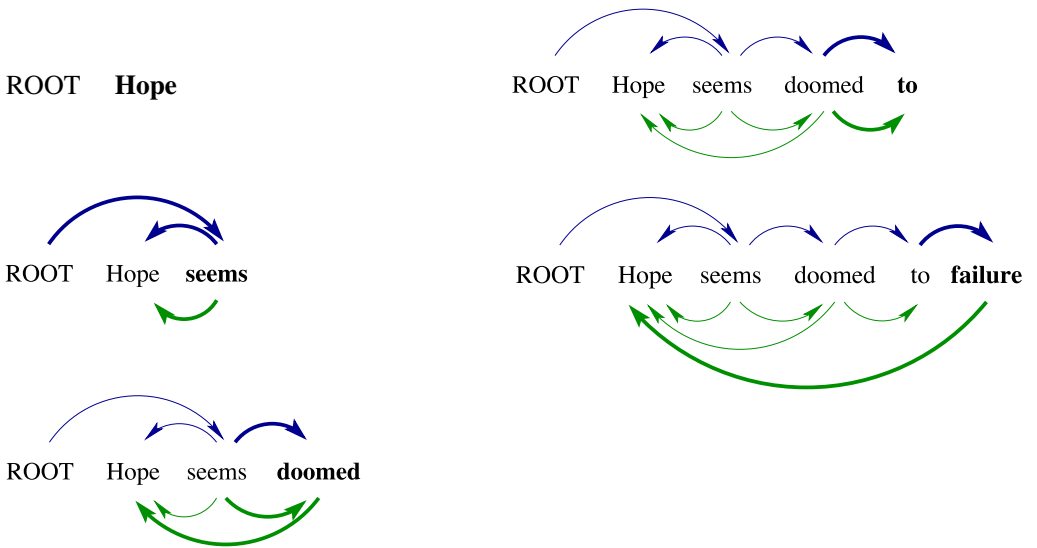 ROOT Hope
ROOT Hope seems
ROOT Hope seems doomed
ROOT Hope seems doomed to
ROOT Hope seems doomed to failure